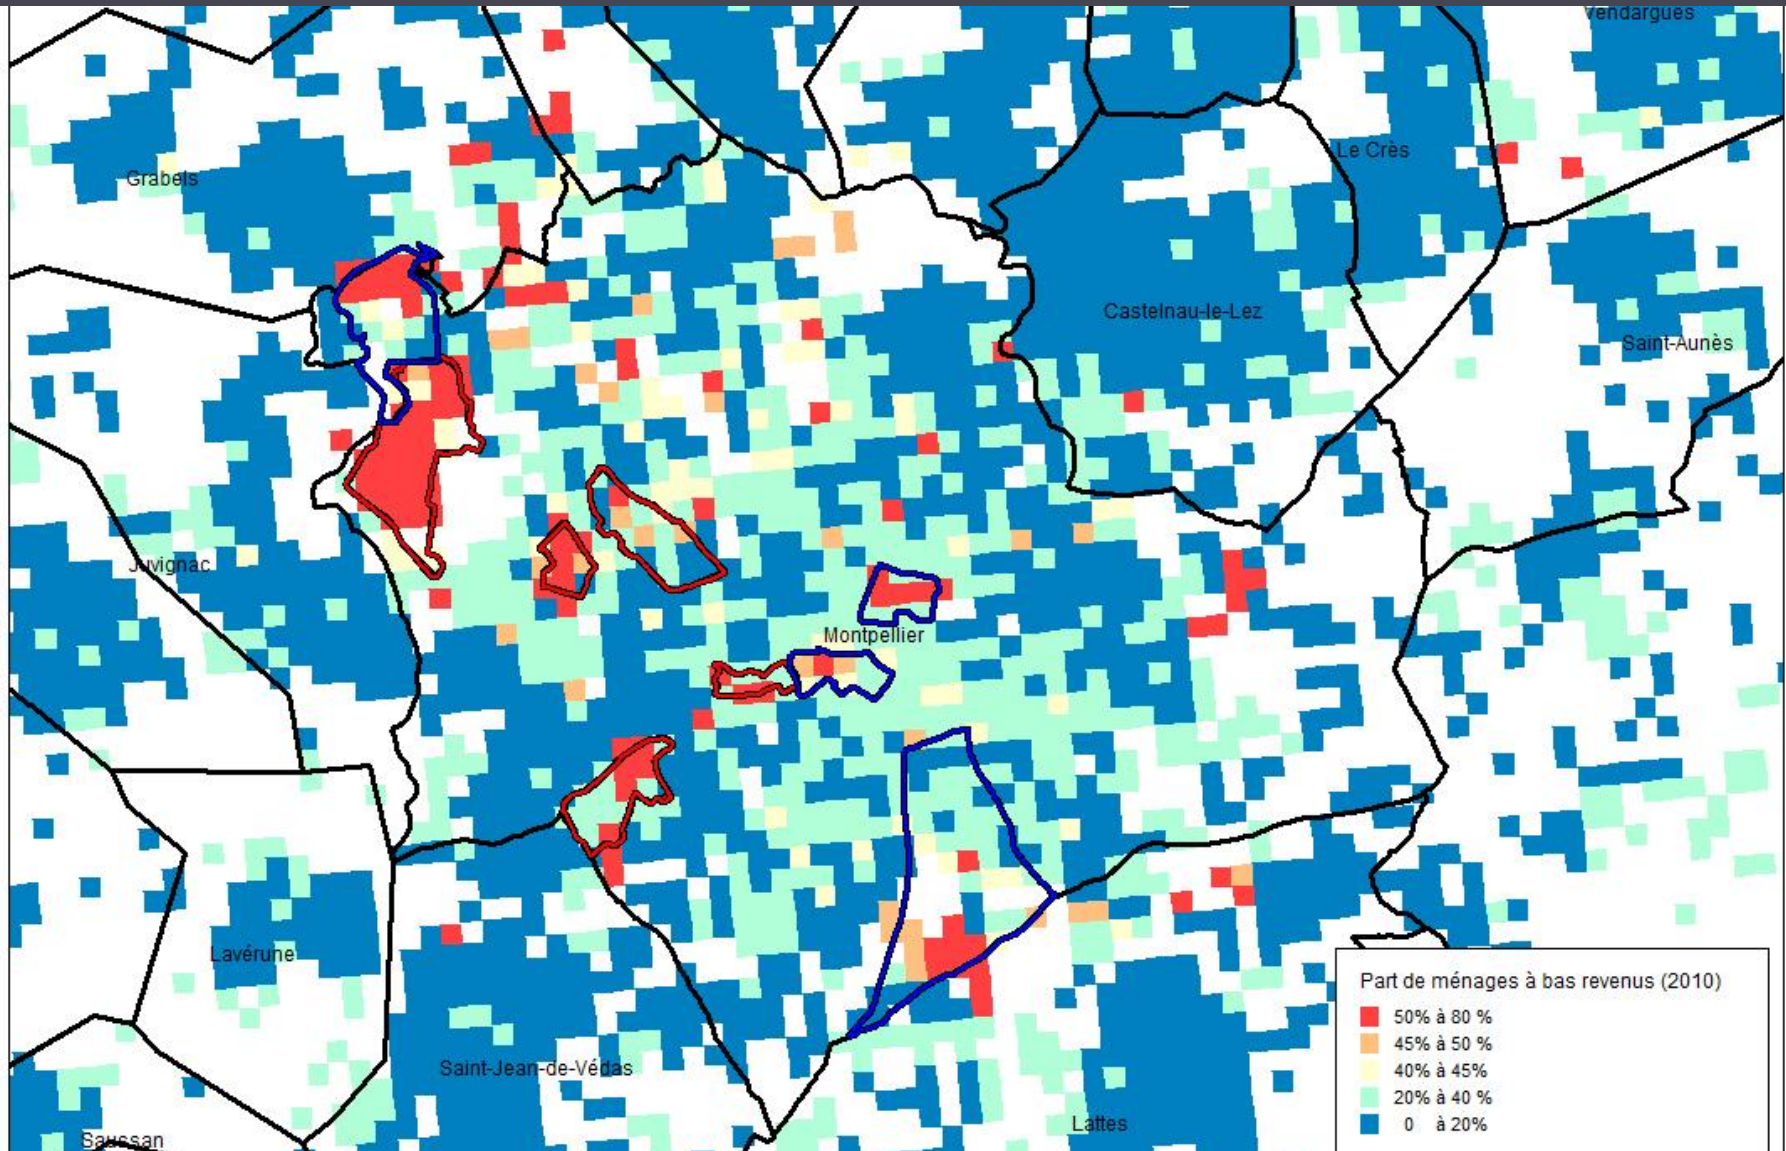 Vendargues
Le Crès
Grabels
Castelnau-le-Lez
Saint-Aunès
Juvignac
Montpellier
Lavérune
Saint-Jean-de-Védas
Lattes
Saussan
Part de ménages à bas revenus (2010)
50% à 80 %
45% à 50 %
40% à 45%
20% à 40 %
0 à 20%